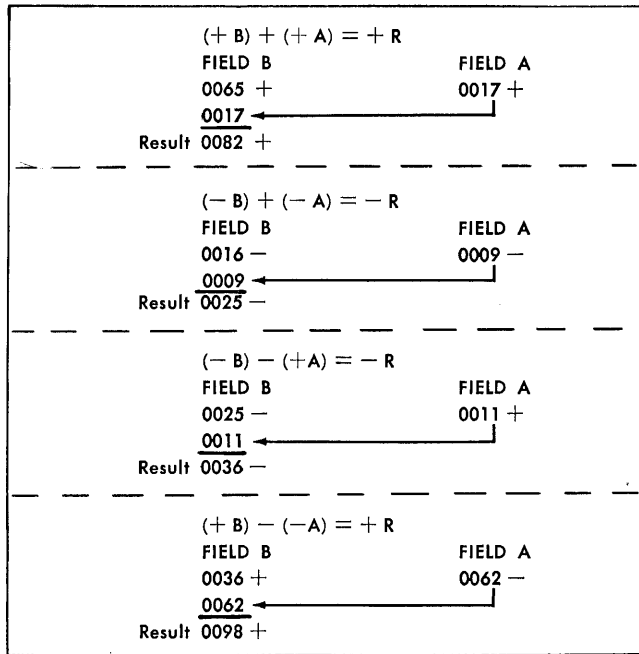 (+ B) + (+ A) = + R
FIELD B FIELD A
0065 + 0017 +
0017
Result 0082 +
(− B) + (− A) = − R
FIELD B FIELD A
0016 − 0009 −
0009
Result 0025 −
(− B) − (+A) = − R
FIELD B FIELD A
0025 − 0011 +
0011
Result 0036 −
(+ B) − (−A) = + R
FIELD B FIELD A
0036 + 0062 −
0062
Result 0098 +